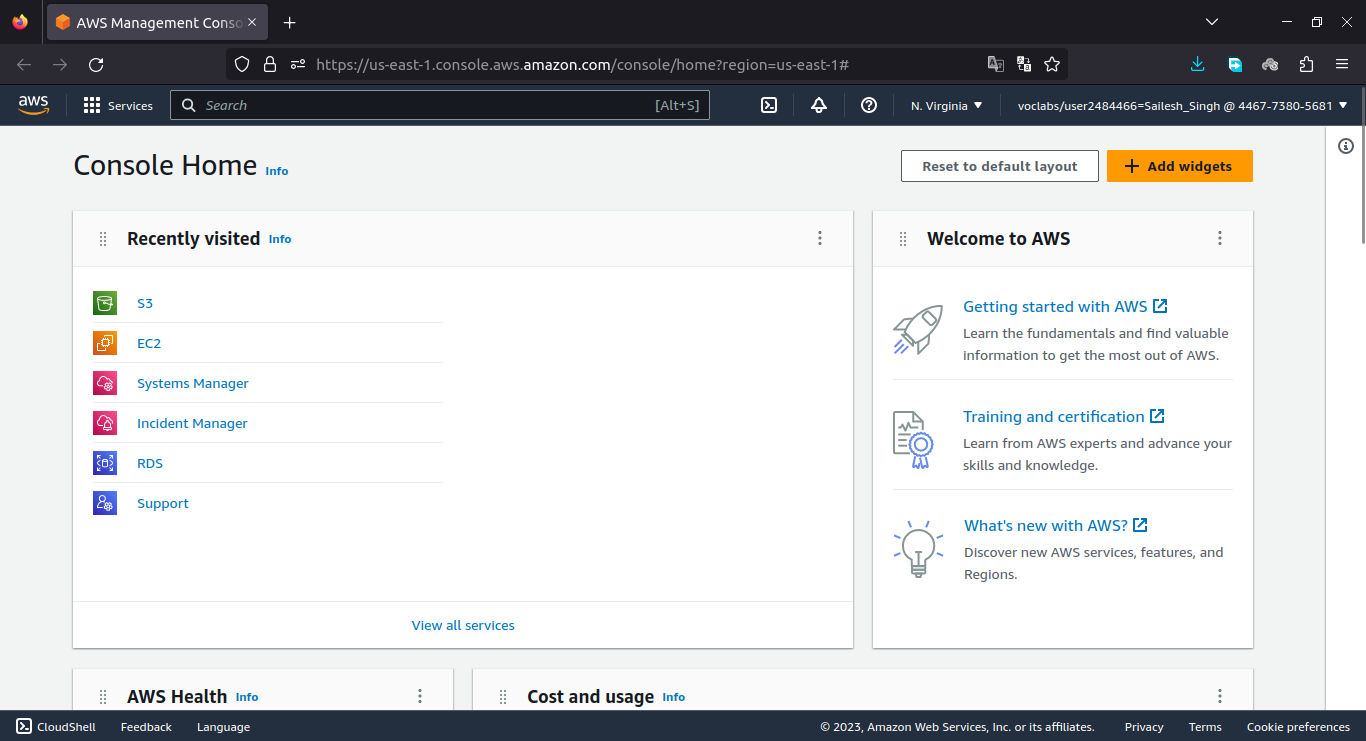 AWS Management Conso
https://us-east-1.console.aws.amazon.com/console/home?region=us-east-1#
aws Services Search [Alt+S] N. Virginia voclabs/user2484466=Sailesh_Singh @ 4467-7380-5681
Console Home Info
Reset to default layout
Add widgets
Recently visited Info
S3
EC2
Systems Manager
Incident Manager
RDS
Support
View all services
Welcome to AWS
Getting started with AWS
Learn the fundamentals and find valuable
information to get the most out of AWS.
Training and certification
Learn from AWS experts and advance your
skills and knowledge.
What's new with AWS?
Discover new AWS services, features, and
Regions.
AWS Health Info
Cost and usage Info
CloudShell Feedback Language © 2023, Amazon Web Services, Inc. or its affiliates. Privacy Terms Cookie preferences